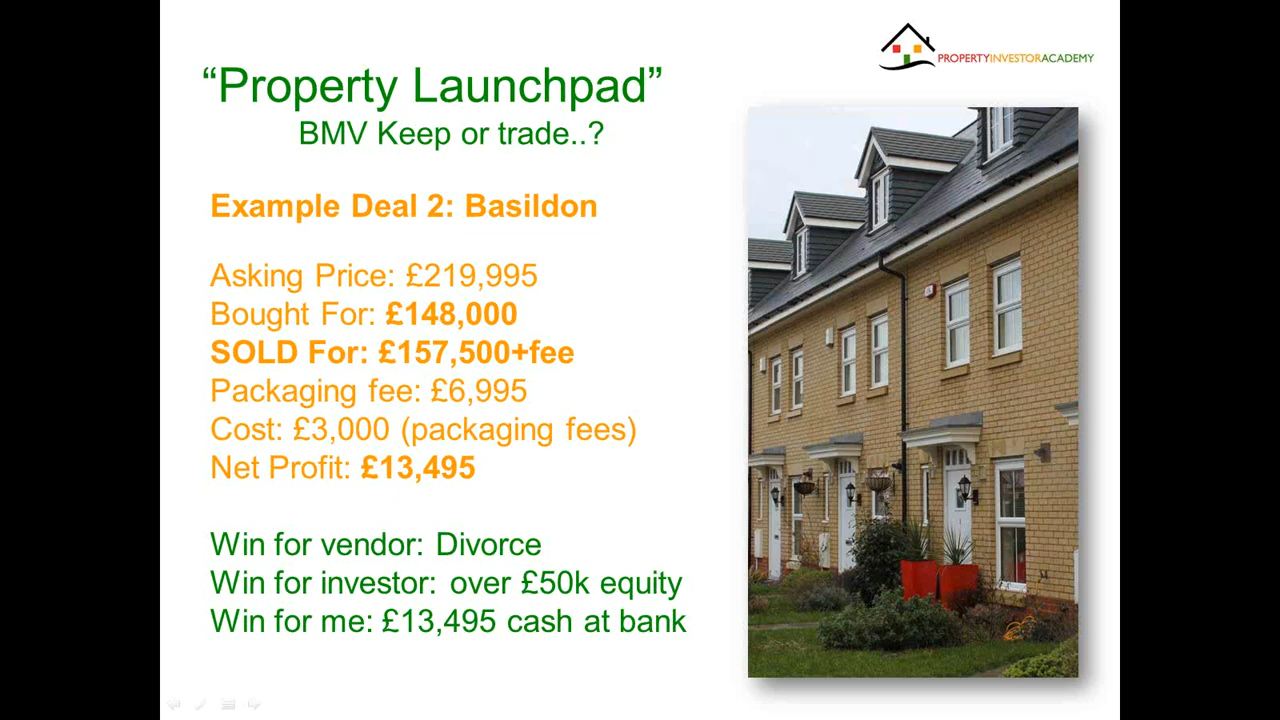 PROPERTYINVESTORACADEMY
“Property Launchpad”
BMV Keep or trade..?
Example Deal 2: Basildon
Asking Price: £219,995
Bought For: £148,000
SOLD For: £157,500+fee
Packaging fee: £6,995
Cost: £3,000 (packaging fees)
Net Profit: £13,495
Win for vendor: Divorce
Win for investor: over £50k equity
Win for me: £13,495 cash at bank